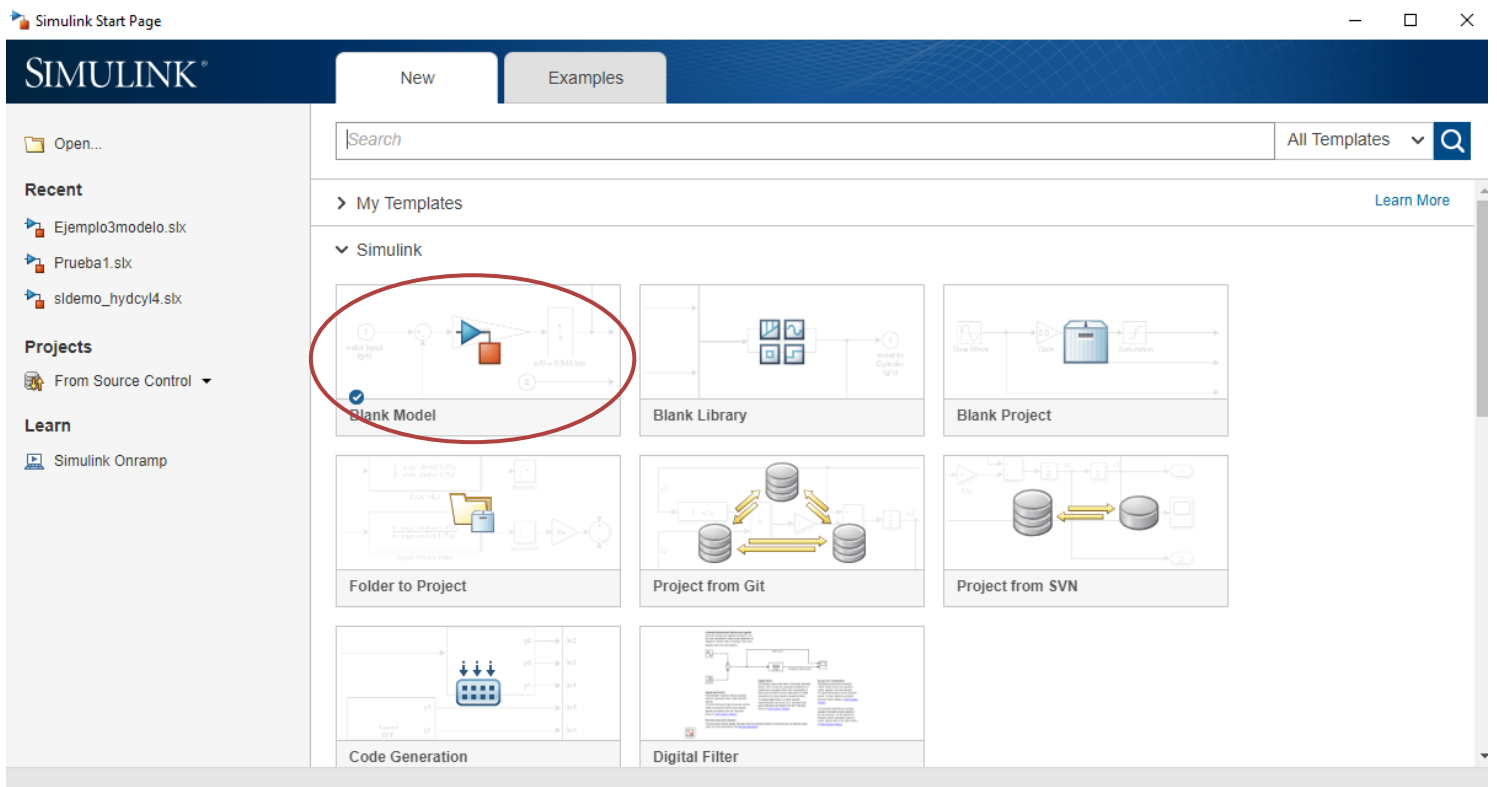 Simulink Start Page
SIMULINK®
New
Examples
Open...
Recent
Ejemplo3modelo.slx
Prueba1.slx
sldemo_hydcyl4.slx
Projects
From Source Control
Learn
Simulink Onramp
Search
All Templates
My Templates
Learn More
Simulink
Blank Model
Blank Library
Blank Project
Folder to Project
Project from Git
Project from SVN
Code Generation
Digital Filter